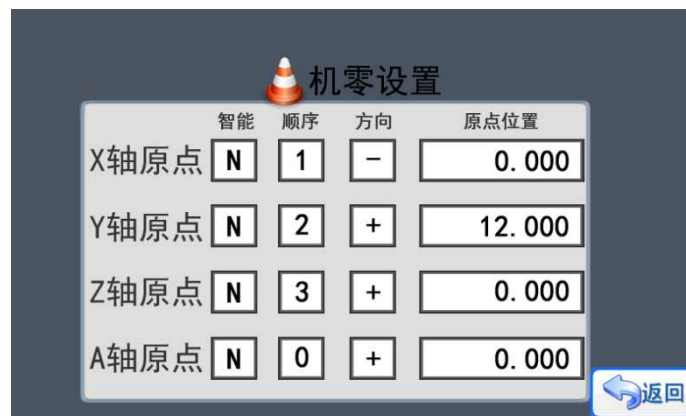 机零设置
智能 顺序 方向 原点位置
X轴原点 N 1 - 0.000
Y轴原点 N 2 + 12.000
Z轴原点 N 3 + 0.000
A轴原点 N 0 + 0.000
返回